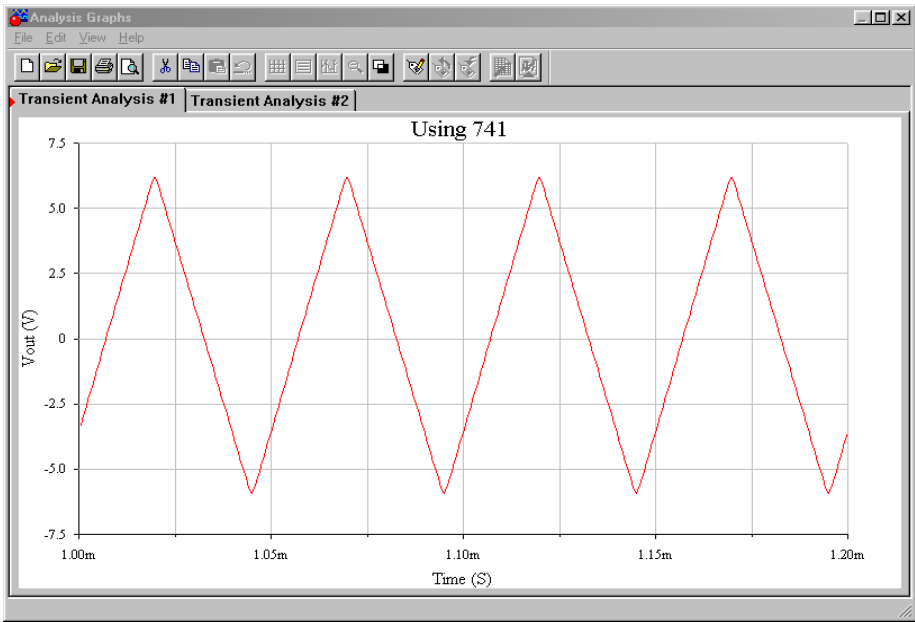 Analysis Graphs
File Edit View Help
Transient Analysis #1 Transient Analysis #2
Using 741
7.5
5.0
2.5
0
-2.5
-5.0
-7.5
Vout (V)
1.00m 1.05m 1.10m 1.15m 1.20m
Time (S)